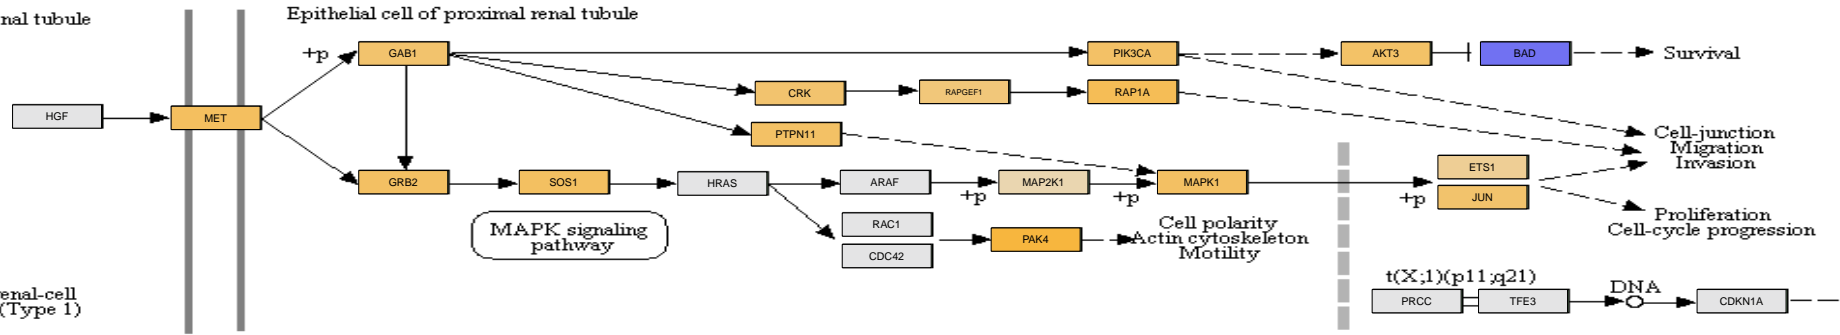 nal tubule
Epithelial cell of proximal renal tubule
+p
GAB1
PIK3CA
AKT3
BAD
Survival
CRK
RAPGEF1
RAP1A
HGF
MET
PTPN11
Cell-junction
Migration
Invasion
GRB2
SOS1
HRAS
ARAF
+p
MAP2K1
+p
MAPK1
+p
ETS1
JUN
MAPK signaling
pathway
RAC1
CDC42
PAK4
Cell polarity
Actin cytoskeleton
Motility
Proliferation
Cell-cycle progression
enal-cell
(Type 1)
t(X;1)(p11;q21)
PRCC
TFE3
DNA
CDKN1A